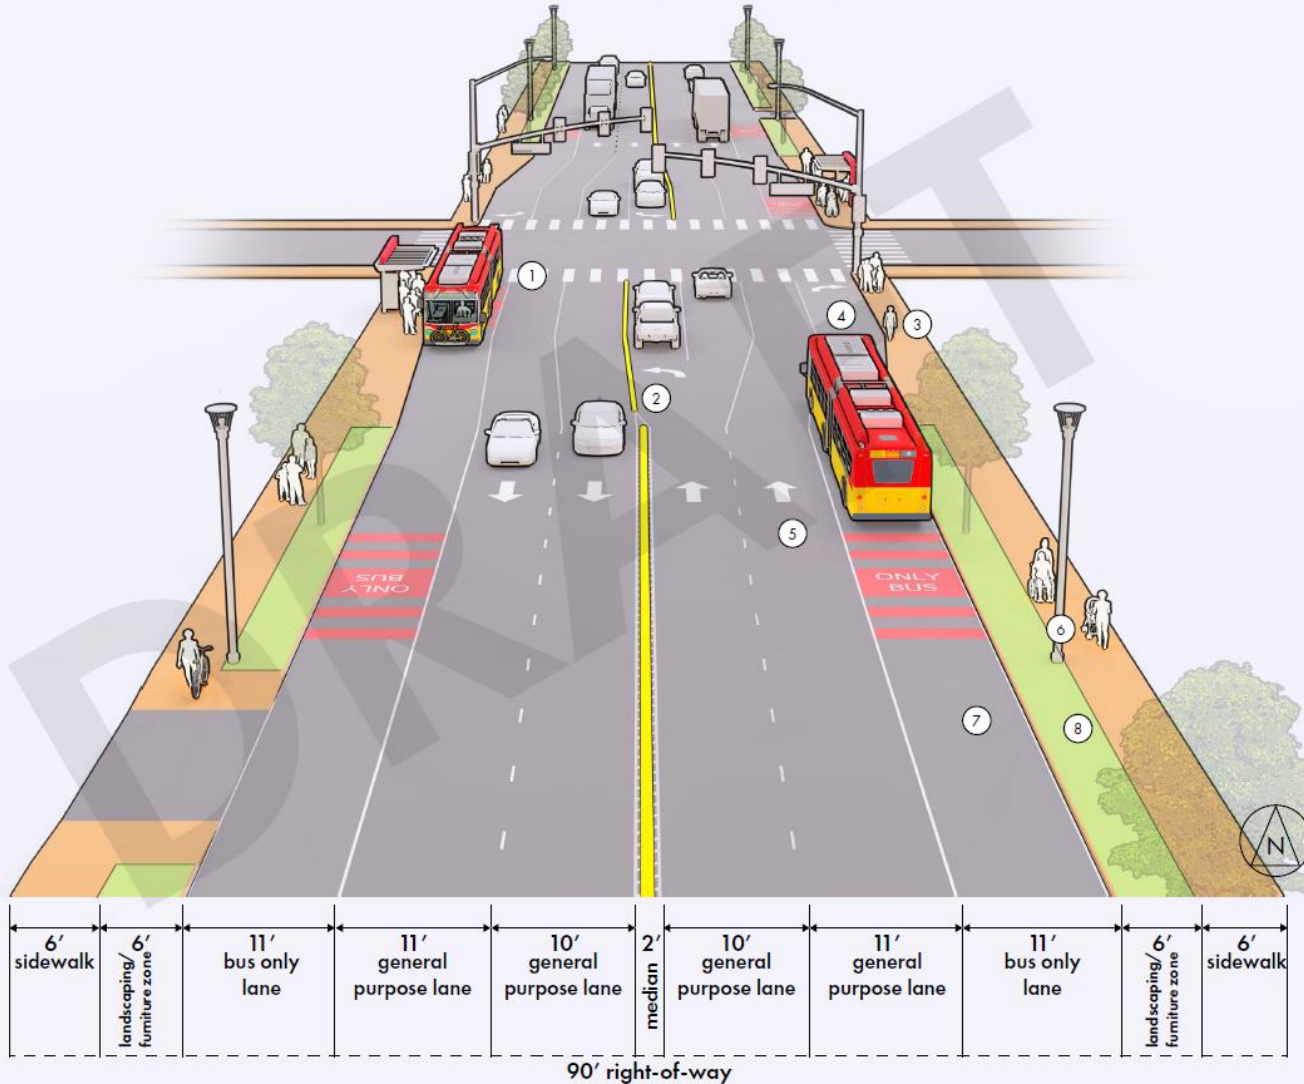 DRAFT
1
2
3
4
5
6
7
8
ONLY
BUS
ONLY
BUS
N
6’
sidewalk
6’
landscaping/
furniture zone
11’
bus only
lane
11’
general
purpose lane
10’
general
purpose lane
2’
median
10’
general
purpose lane
11’
general
purpose lane
11’
bus only
lane
6’
landscaping/
furniture zone
6’
sidewalk
90’ right-of-way